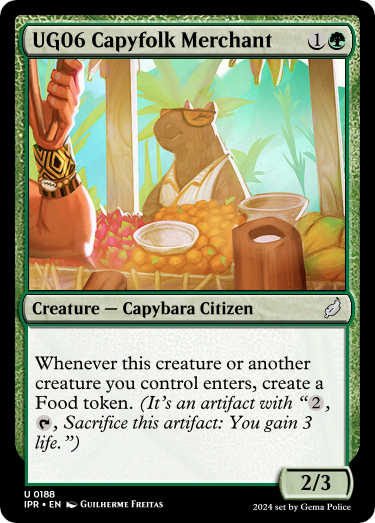 UG06 Capyfolk Merchant 1
Creature — Capybara Citizen
Whenever this creature or another
creature you control enters, create a
Food token. (It's an artifact with “2,
, Sacrifice this artifact: You gain 3
life.”)
2/3
U 0188
IPR • EN Guilherme Freitas
2024 set by Gema Police